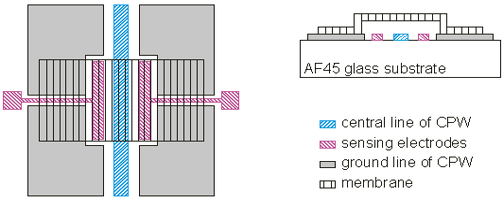 AF45 glass substrate
central line of CPW
sensing electrodes
ground line of CPW
membrane